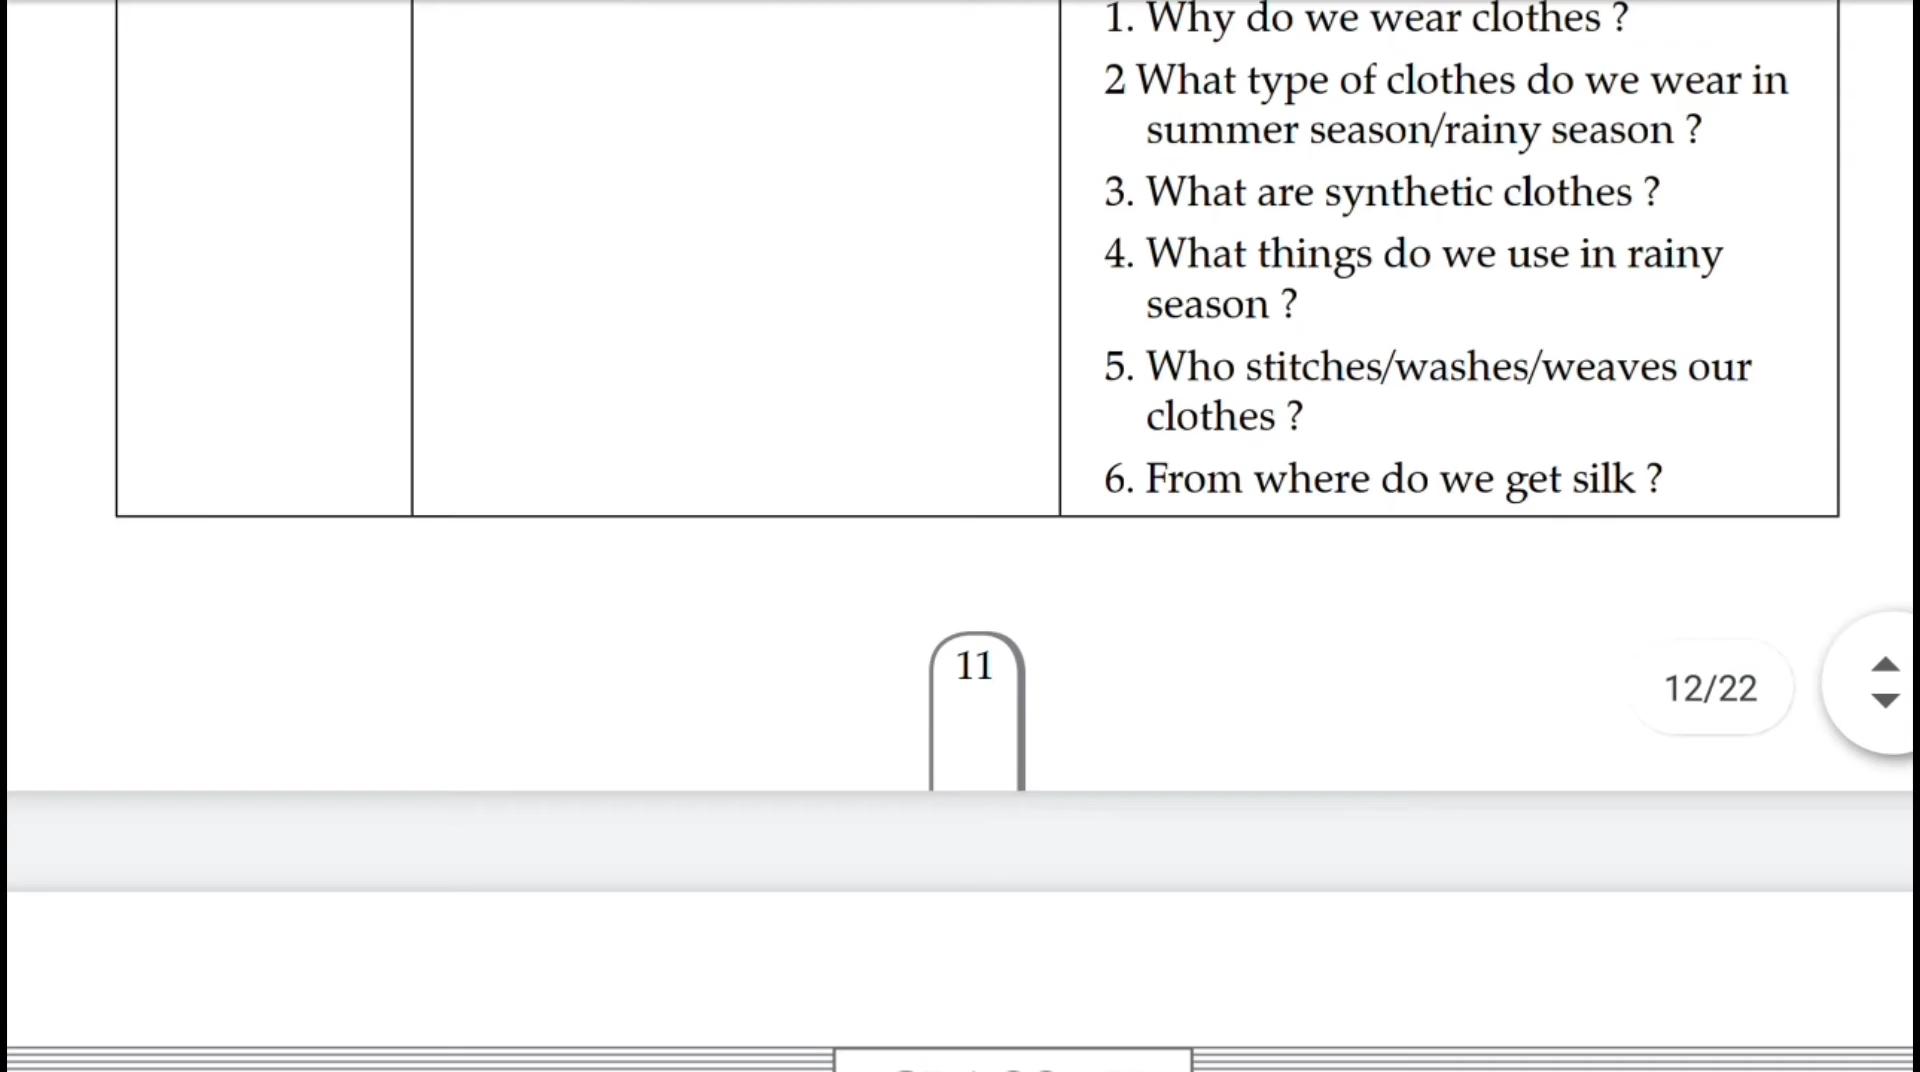 1. Why do we wear clothes ?
2 What type of clothes do we wear in
summer season/rainy season ?
3. What are synthetic clothes ?
4. What things do we use in rainy
season ?
5. Who stitches/washes/weaves our
clothes ?
6. From where do we get silk ?
11
12/22